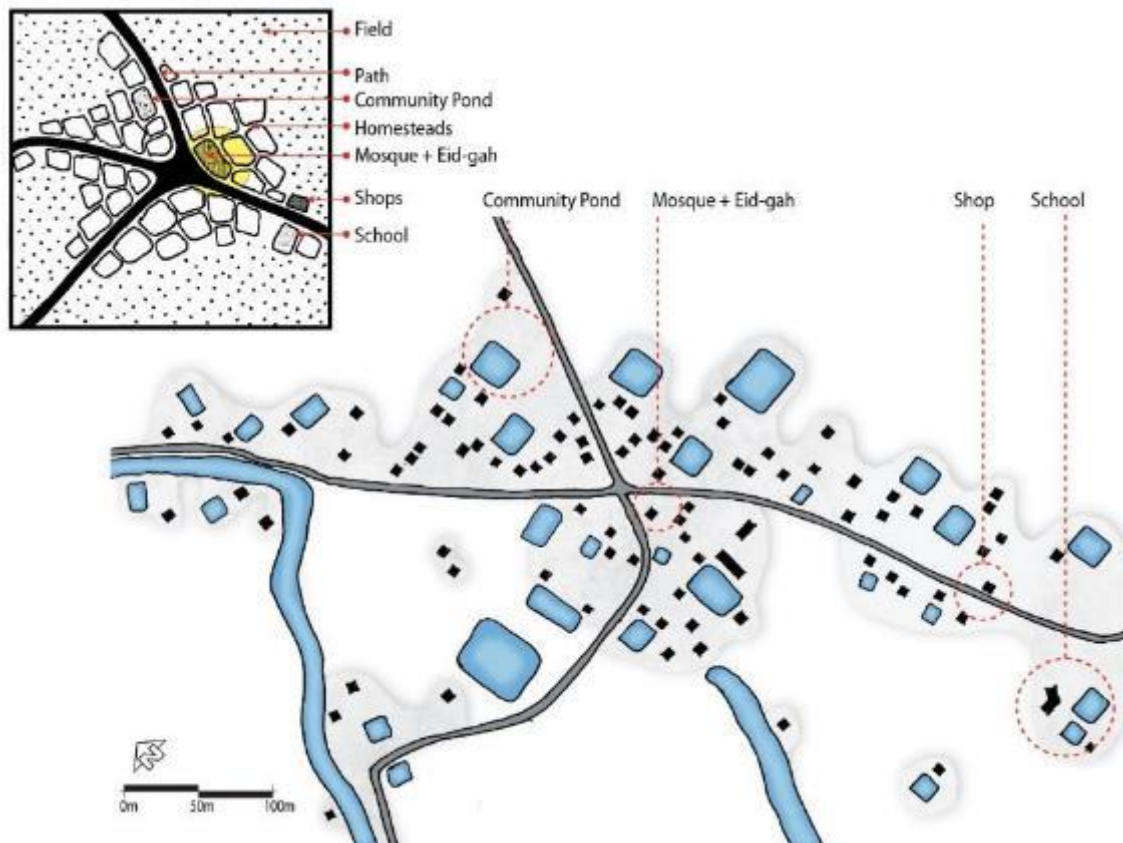 Field
Path
Community Pond
Homesteads
Mosque + Eid-gah
Shops
School
Community Pond Mosque + Eid-gah Shop School
N
0m 50m 100m